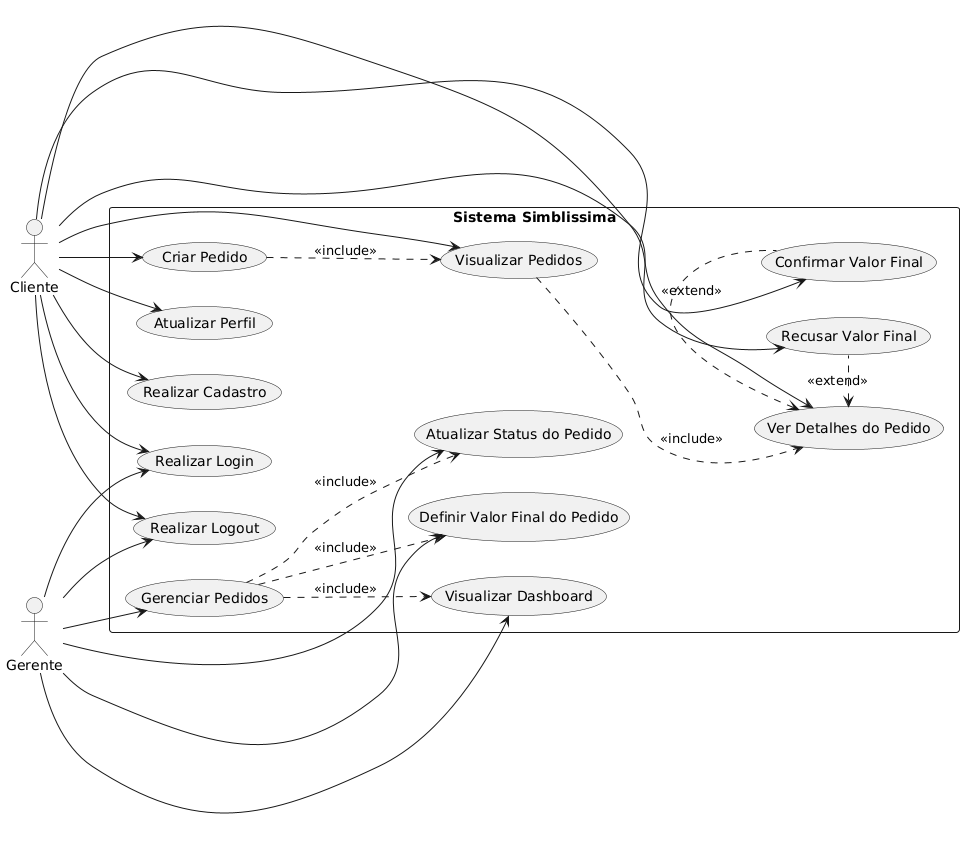 Sistema Simblissima
Cliente
Criar Pedido
«include»
Visualizar Pedidos
Confirmar Valor Final
«extend»
Atualizar Perfil
Recusar Valor Final
«extend»
Realizar Cadastro
Atualizar Status do Pedido
Ver Detalhes do Pedido
«include»
Realizar Login
«include»
Realizar Logout
Definir Valor Final do Pedido
«include»
Gerenciar Pedidos
«include»
Visualizar Dashboard
Gerente